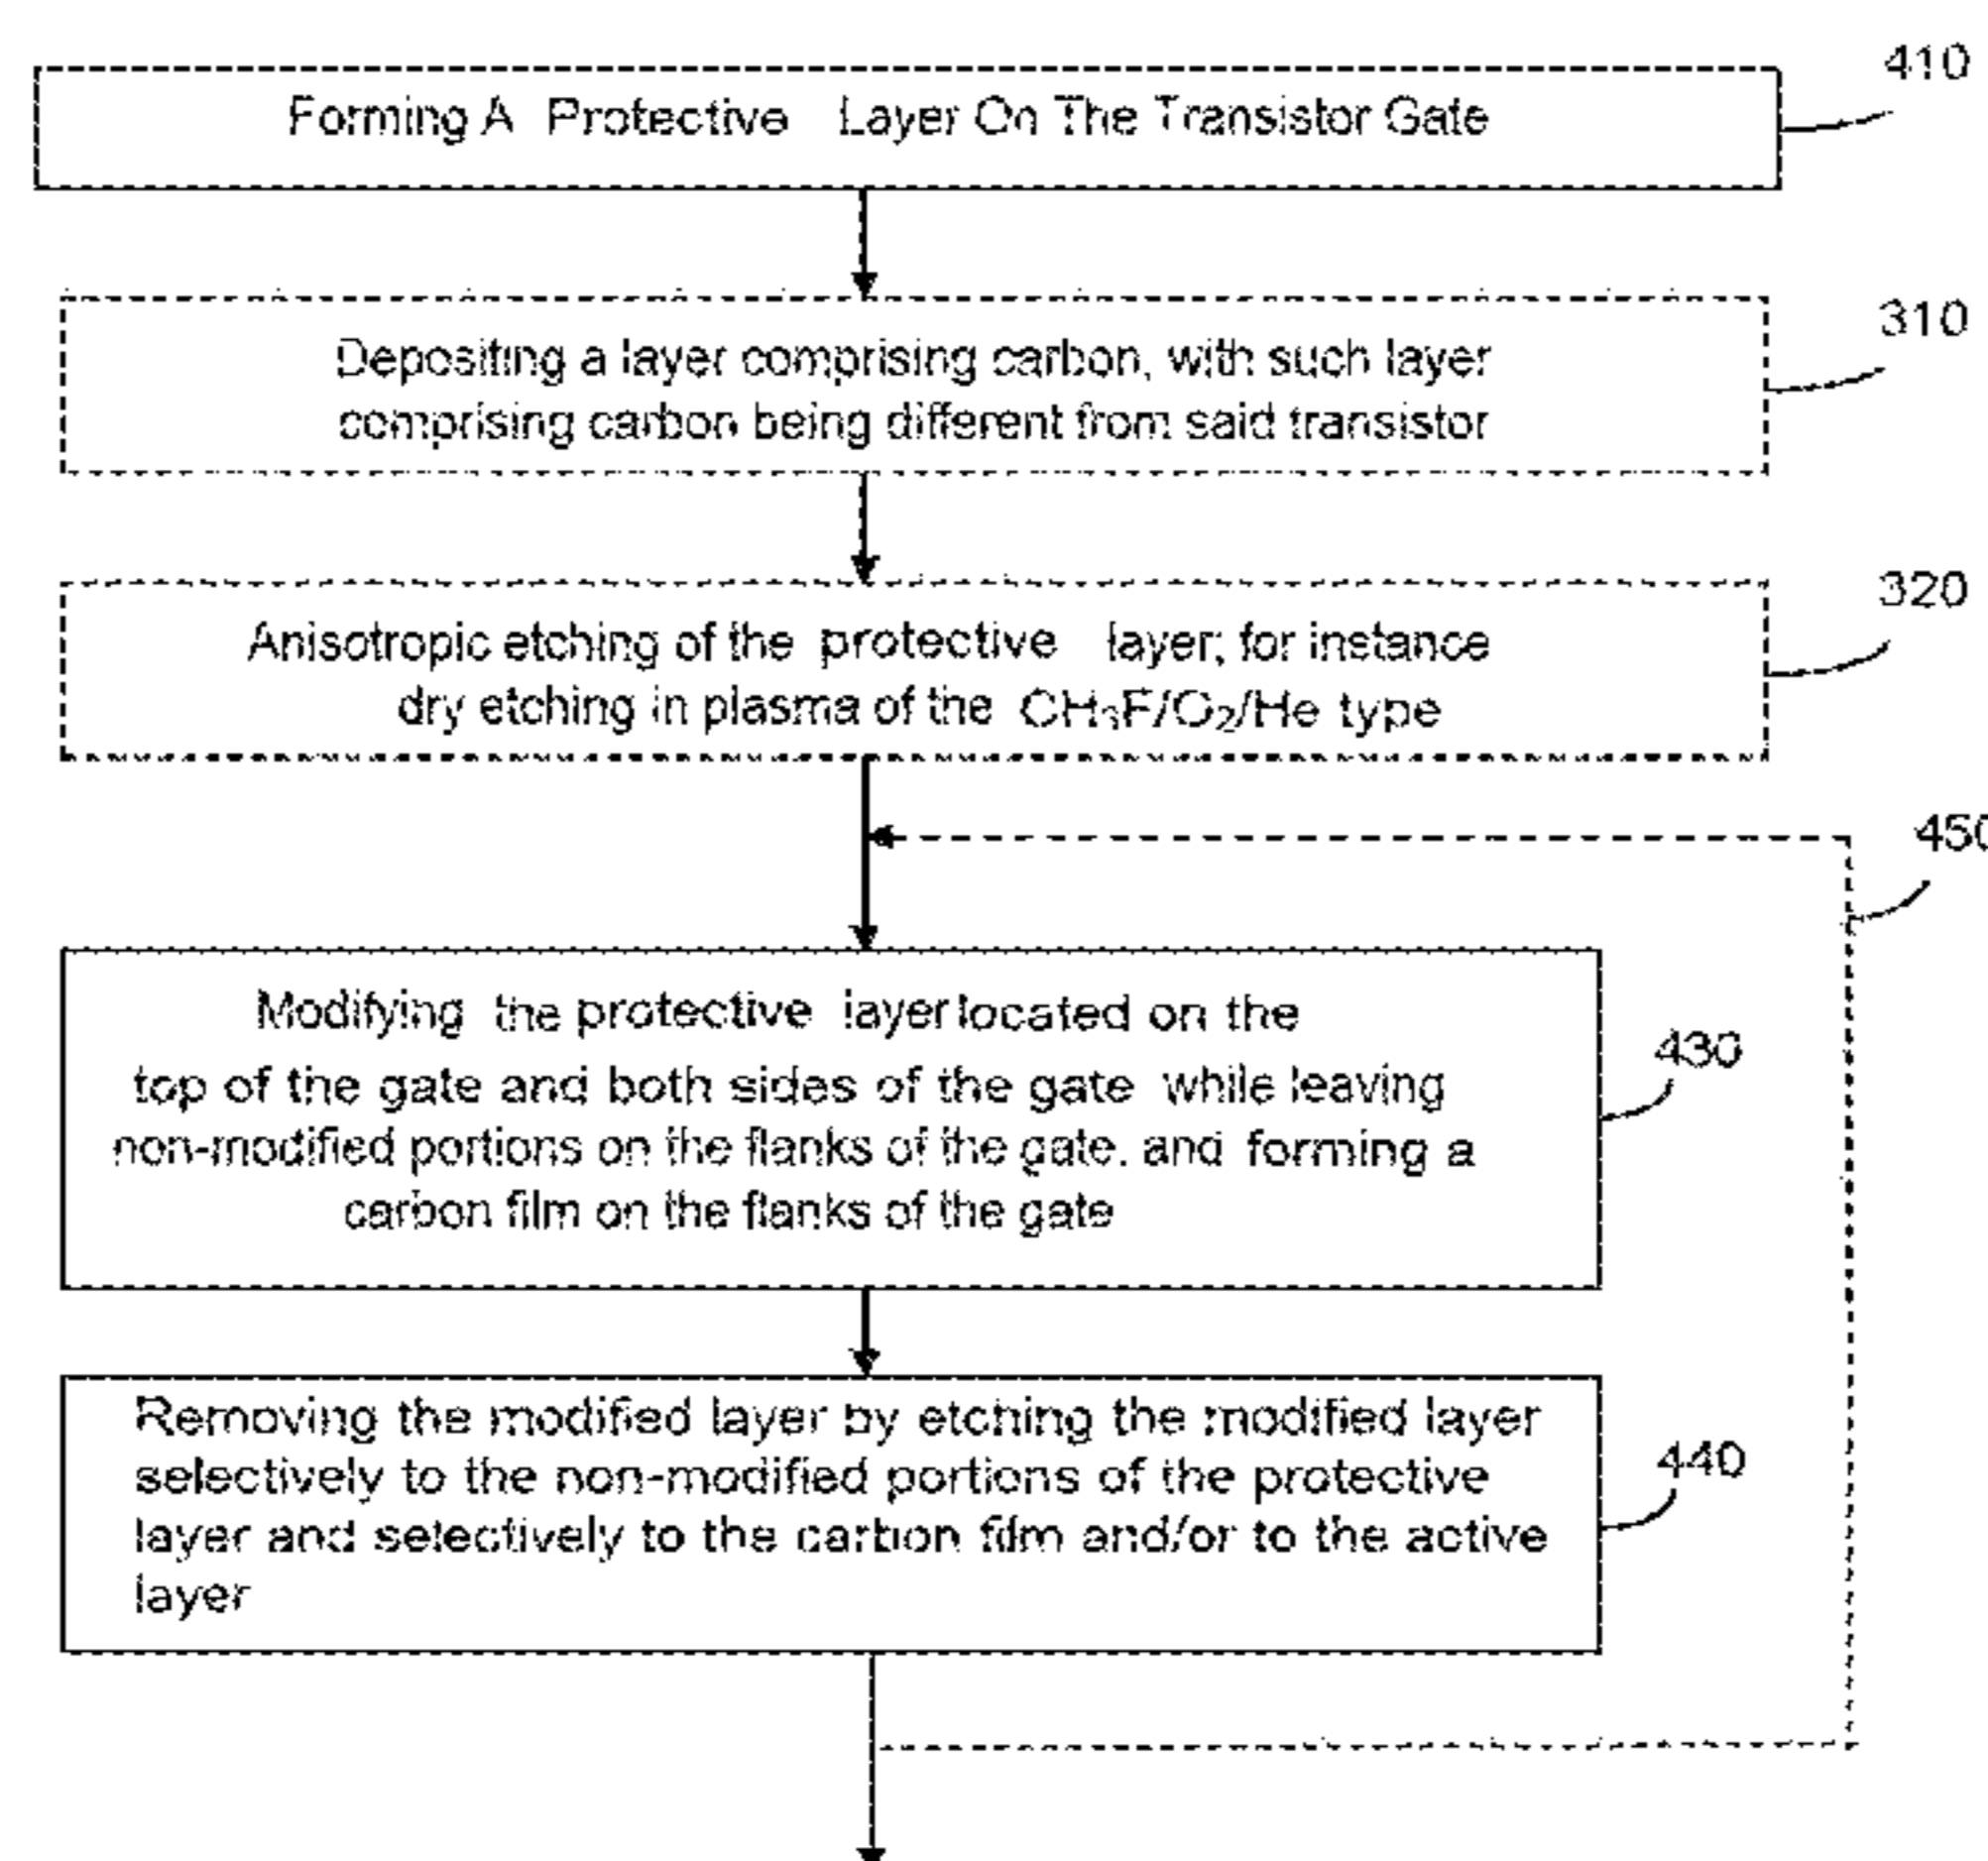 410
Forming A Protective Layer On The Transistor Gate
310
Depositing a layer comprising carbon, with such layer
comprising carbon being different from said transistor
320
Anisotropic etching of the protective layer; for instance
dry etching in plasma of the CH₃F/O₂/He type
450
Modifying the protective layer located on the
top of the gate and both sides of the gate while leaving
non-modified portions on the flanks of the gate, and forming a
carbon film on the flanks of the gate
430
Removing the modified layer by etching the modified layer
selectively to the non-modified portions of the protective
layer and selectively to the carbon film and/or to the active
layer
440